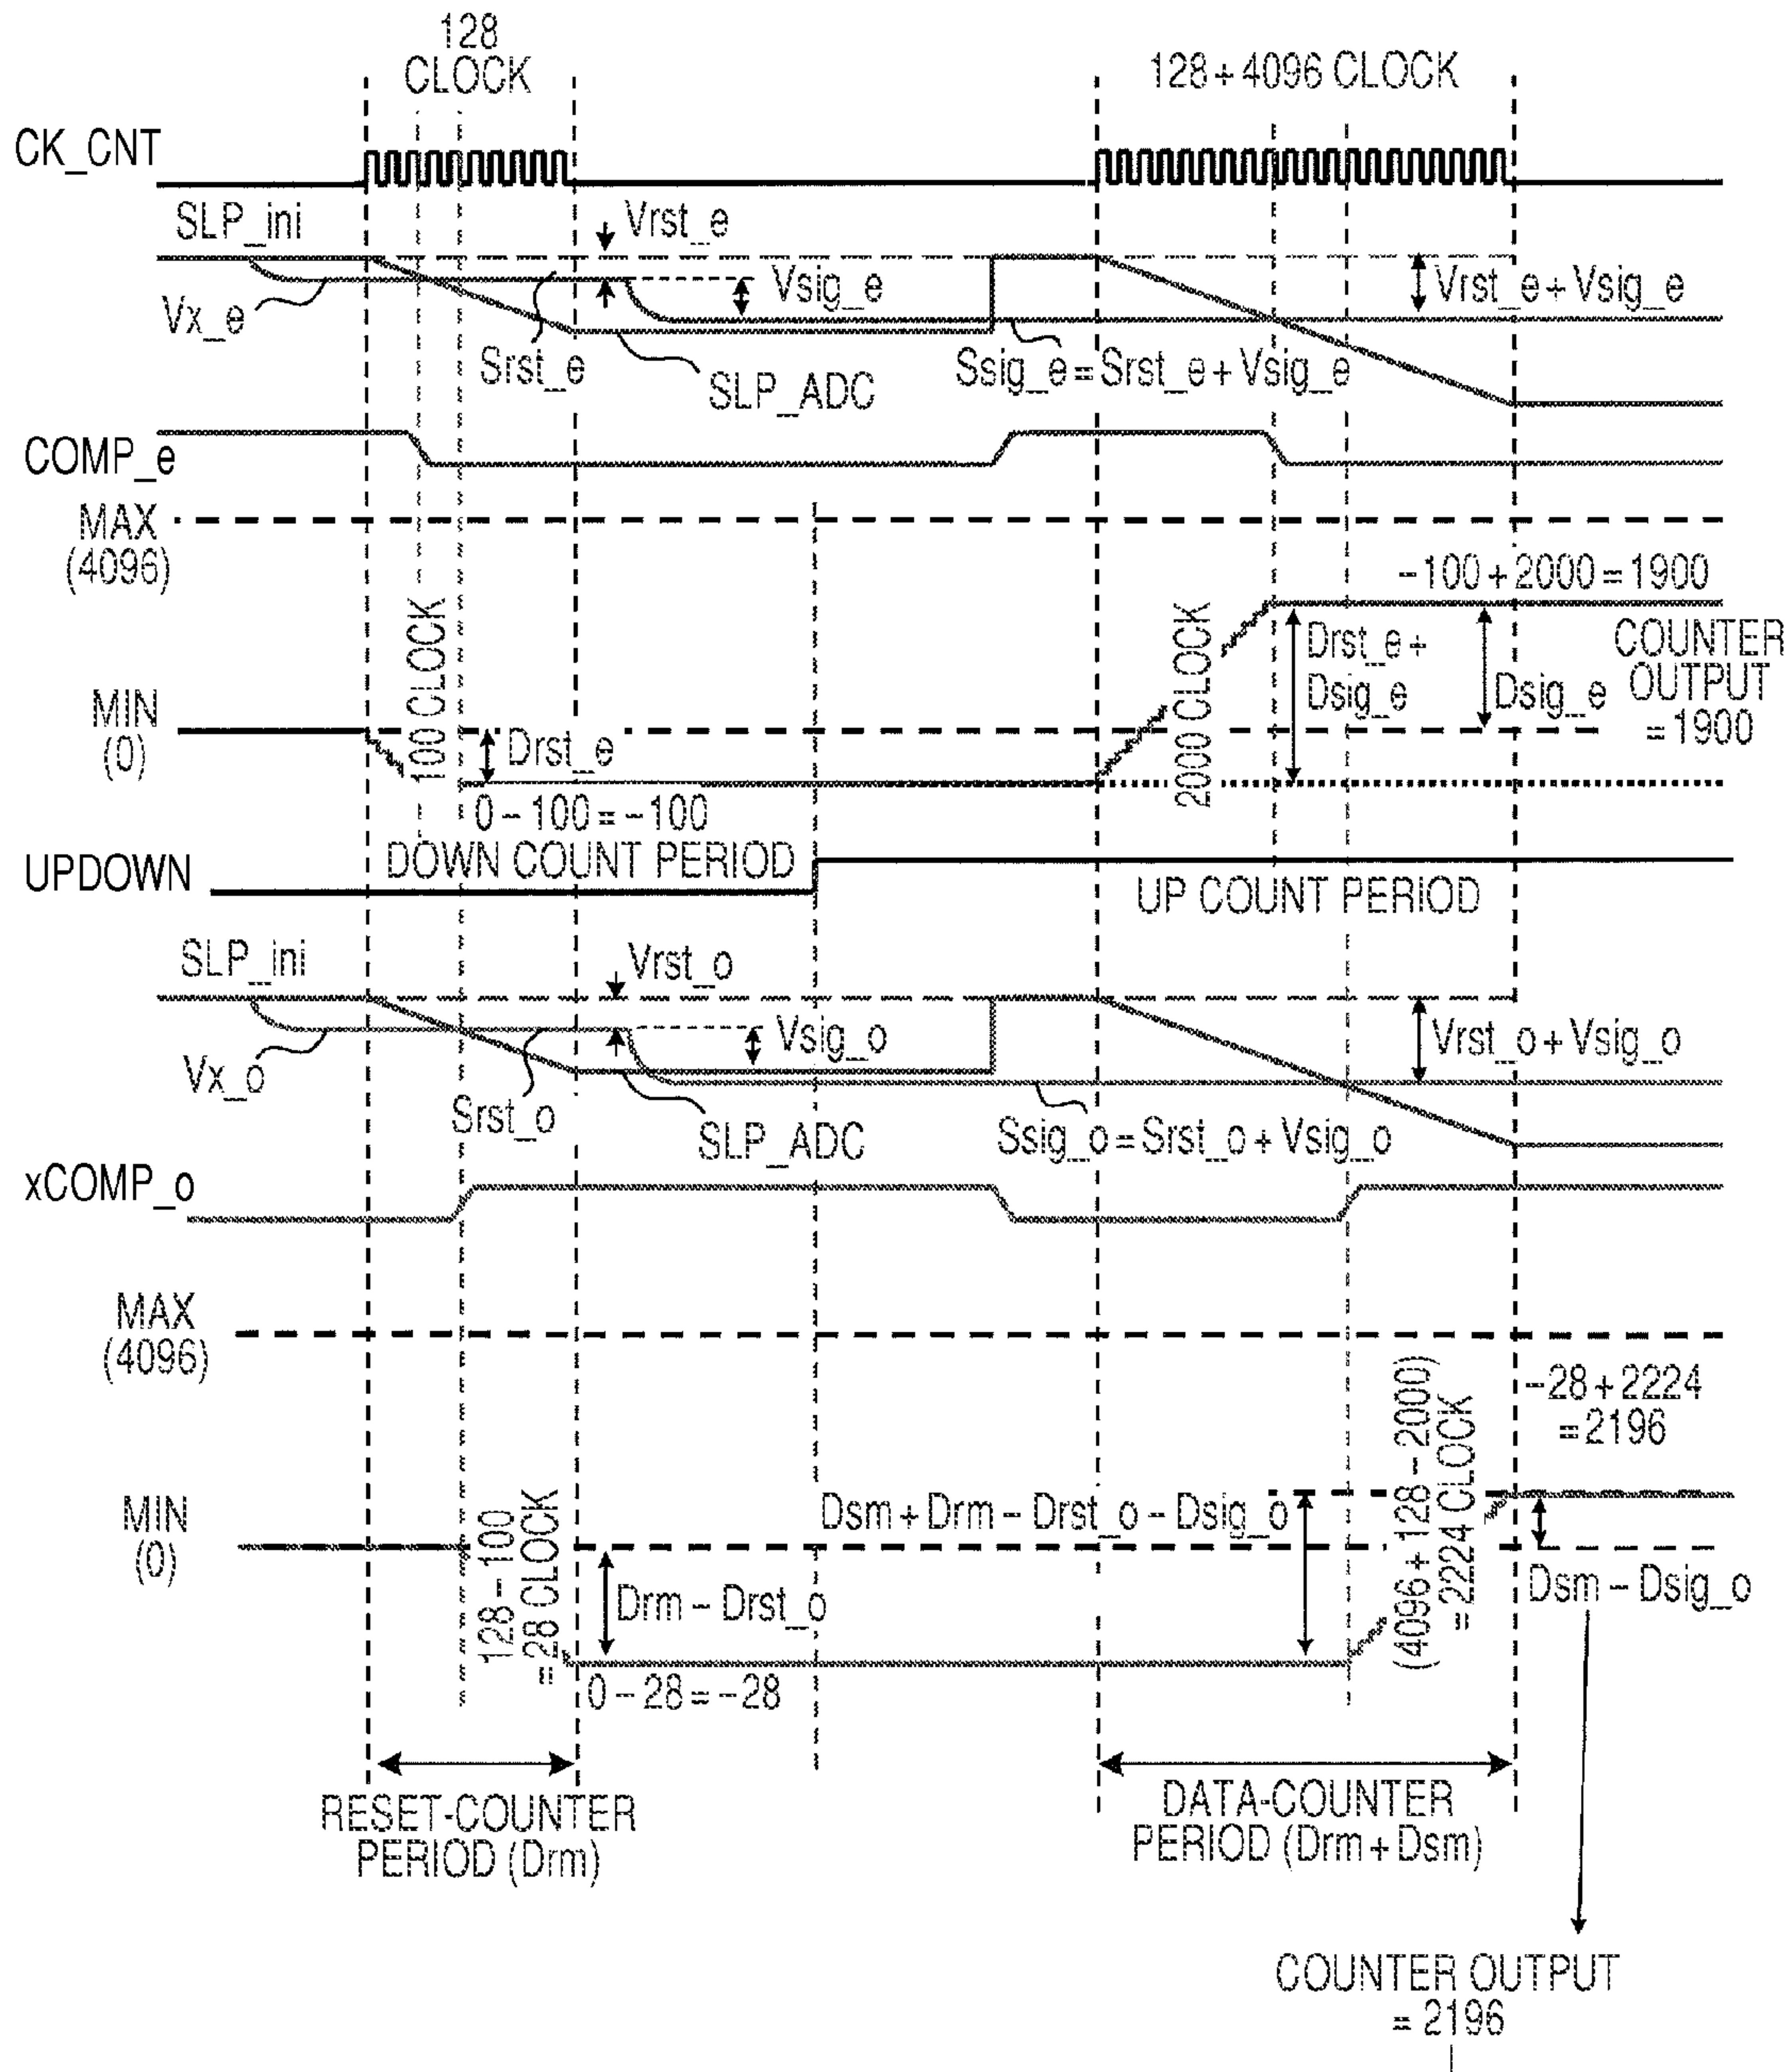 128
CLOCK
128+4096 CLOCK
CK_CNT
SLP_ini
Vrst_e
Vsig_e
Vrst_e+Vsig_e
Vx_e
Srst_e
SLP_ADC
Ssig_e=Srst_e+Vsig_e
COMP_e
MAX
(4096)
-100+2000=1900
100 CLOCK
2000 CLOCK
Drst_e+
Dsig_e
Dsig_e
COUNTER
OUTPUT
=1900
MIN
(0)
Drst_e
0-100=-100
UPDOWN
DOWN COUNT PERIOD
UP COUNT PERIOD
SLP_ini
Vrst_o
Vsig_o
Vrst_o+Vsig_o
Vx_o
Srst_o
SLP_ADC
Ssig_o=Srst_o+Vsig_o
xCOMP_o
MAX
(4096)
-28+2224
=2196
(4096+128-2000)
=2224 CLOCK
MIN
(0)
128-100
=28 CLOCK
Dsm+Drm-Drst_o-Dsig_o
Drm-Drst_o
Dsm-Dsig_o
0-28=-28
RESET-COUNTER
PERIOD (Drm)
DATA-COUNTER
PERIOD (Drm+Dsm)
COUNTER OUTPUT
=2196